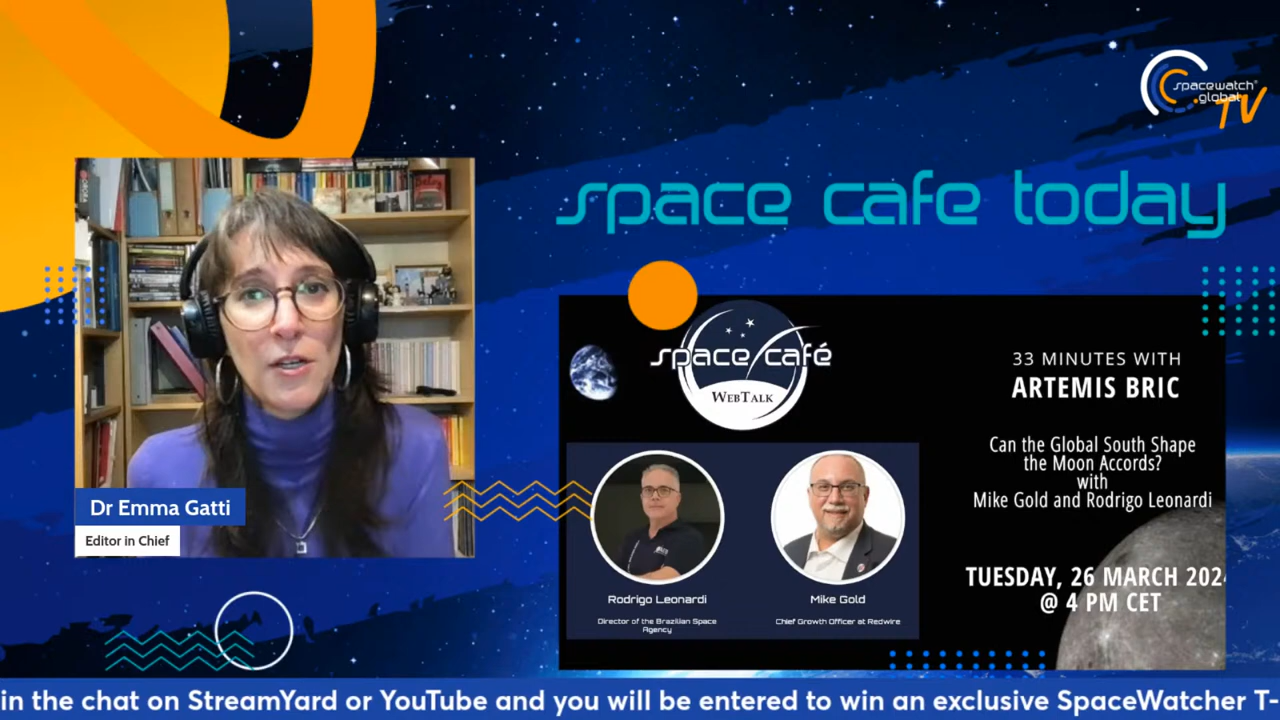 spacewatch®
global
TV
space cafe today
space café
WEBTALK
33 MINUTES WITH
ARTEMIS BRIC
Can the Global South Shape
the Moon Accords?
with
Mike Gold and Rodrigo Leonardi
TUESDAY, 26 MARCH 2024
@ 4 PM CET
Rodrigo Leonardi
Director of the Brazilian Space
Agency
Mike Gold
Chief Growth Officer at Redwire
Dr Emma Gatti
Editor in Chief
in the chat on StreamYard or YouTube and you will be entered to win an exclusive SpaceWatcher T-